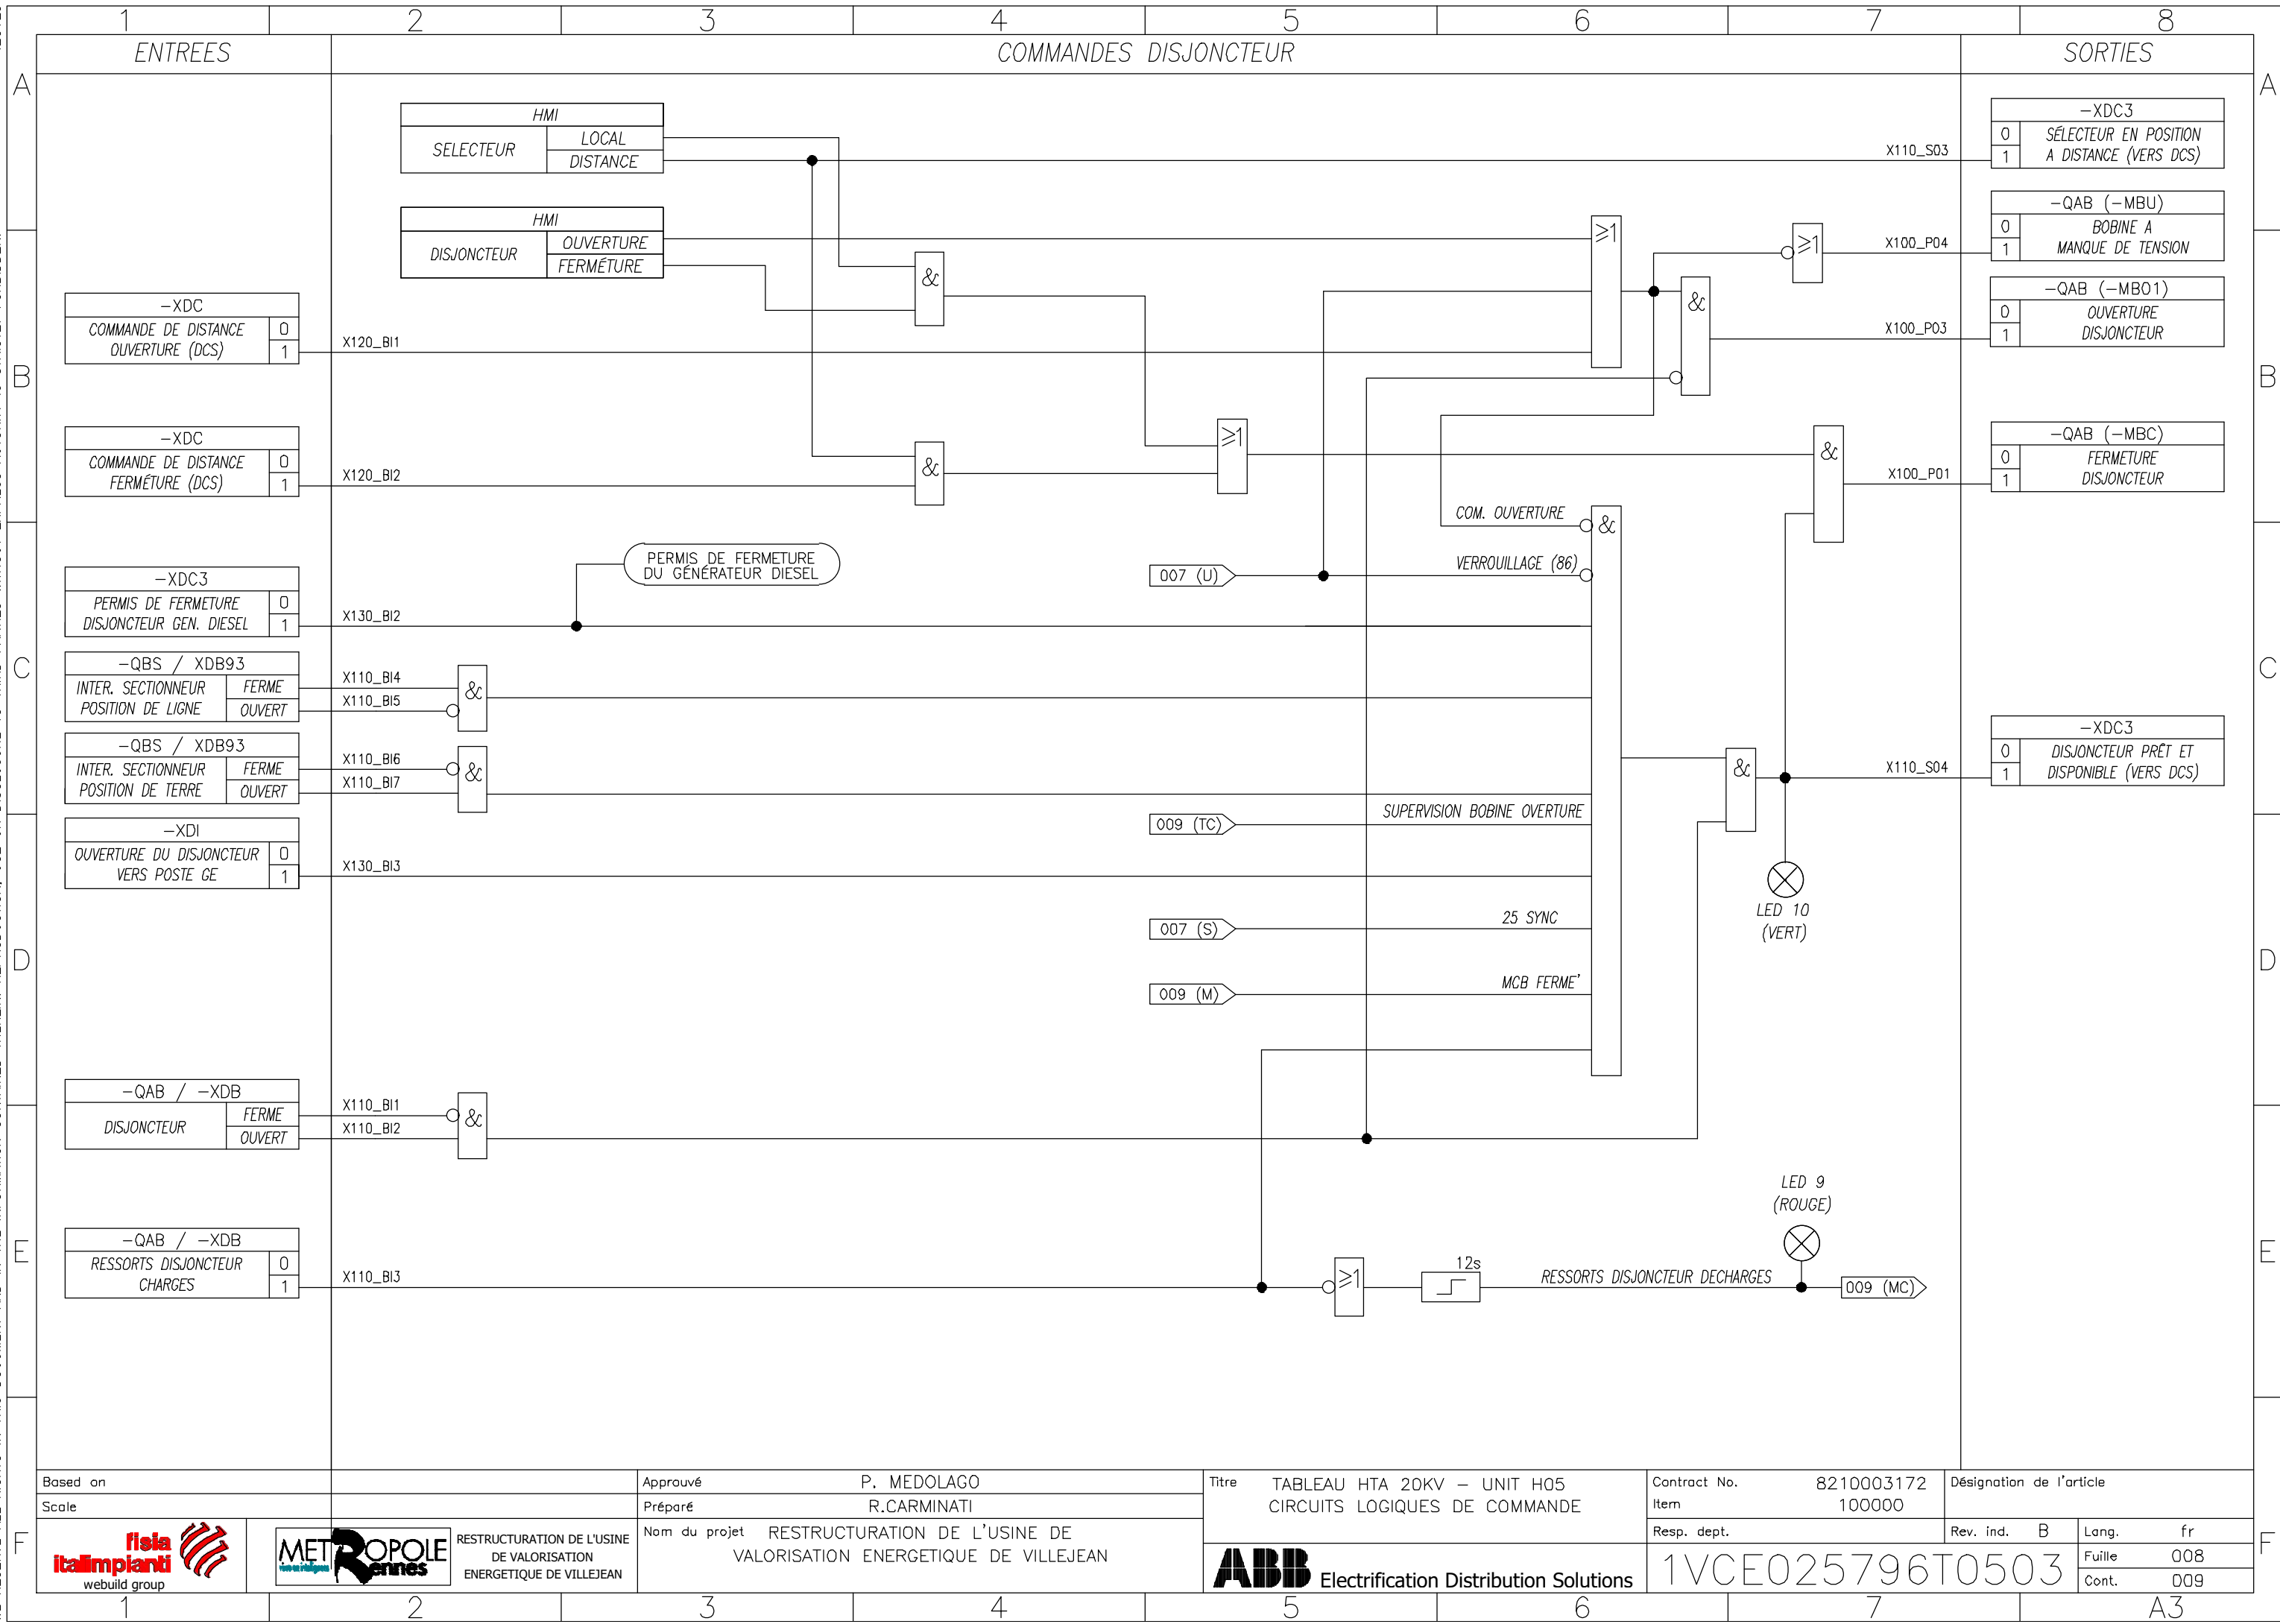 1 2 3 4 5 6 7 8
ENTREES
COMMANDES DISJONCTEUR
SORTIES
A
A
HMI
SELECTEUR
LOCAL
DISTANCE
X110_S03
-XDC3
0
1
SÉLECTEUR EN POSITION
A DISTANCE (VERS DCS)
HMI
DISJONCTEUR
OUVERTURE
FERMÉTURE
&
≥1
≥1
X100_P04
-QAB (-MBU)
0
1
BOBINE A
MANQUE DE TENSION
-XDC
COMMANDE DE DISTANCE
OUVERTURE (DCS)
0
1
X120_BI1
&
X100_P03
-QAB (-MBO1)
0
1
OUVERTURE
DISJONCTEUR
B
B
-XDC
COMMANDE DE DISTANCE
FERMÉTURE (DCS)
0
1
X120_BI2
&
≥1
&
X100_P01
-QAB (-MBC)
0
1
FERMETURE
DISJONCTEUR
COM. OUVERTURE
&
PERMIS DE FERMETURE
DU GÉNÉRATEUR DIESEL
007 (U)
VERROUILLAGE (86)
-XDC3
PERMIS DE FERMETURE
DISJONCTEUR GEN. DIESEL
0
1
X130_BI2
C
C
-QBS / XDB93
INTER. SECTIONNEUR
POSITION DE LIGNE
FERME
OUVERT
X110_BI4
X110_BI5
&
-QBS / XDB93
INTER. SECTIONNEUR
POSITION DE TERRE
FERME
OUVERT
X110_BI6
X110_BI7
&
&
X110_S04
-XDC3
0
1
DISJONCTEUR PRÊT ET
DISPONIBLE (VERS DCS)
009 (TC)
SUPERVISION BOBINE OVERTURE
-XDI
OUVERTURE DU DISJONCTEUR
VERS POSTE GE
0
1
X130_BI3
LED 10
(VERT)
007 (S)
25 SYNC
D
D
009 (M)
MCB FERME'
-QAB / -XDB
DISJONCTEUR
FERME
OUVERT
X110_BI1
X110_BI2
&
LED 9
(ROUGE)
E
E
-QAB / -XDB
RESSORTS DISJONCTEUR
CHARGES
0
1
X110_BI3
≥1
12s
RESSORTS DISJONCTEUR DECHARGES
009 (MC)
Based on
Scale
Approuvé P. MEDOLAGO
Préparé R.CARMINATI
Titre TABLEAU HTA 20KV - UNIT H05
CIRCUITS LOGIQUES DE COMMANDE
Contract No. 8210003172
Item 100000
Désignation de l'article
F
F
fisia
italimpianti
webuild group
METROPOLE
Rennes
RESTRUCTURATION DE L'USINE
DE VALORISATION
ENERGETIQUE DE VILLEJEAN
Nom du projet RESTRUCTURATION DE L'USINE DE
VALORISATION ENERGETIQUE DE VILLEJEAN
ABB Electrification Distribution Solutions
Resp. dept.
1VCE025796T0503
Rev. ind. B
Lang. fr
Fuille 008
Cont. 009
1 2 3 4 5 6 7 A3